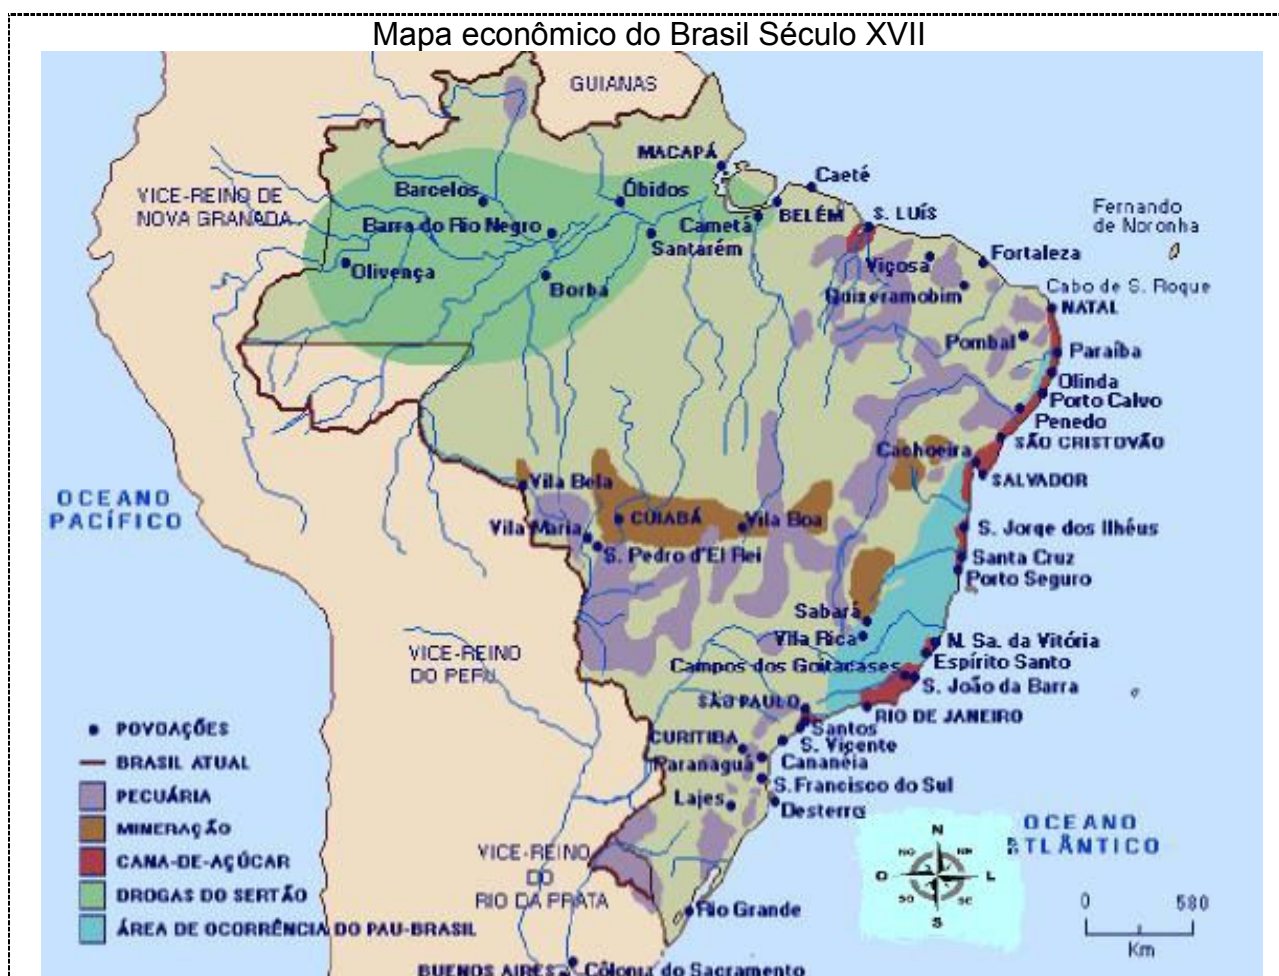 Mapa econômico do Brasil Século XVII
GUIANAS
MACAPÁ
Caeté
VICE-REINO DE
NOVA GRANADA
Barcelos
Óbidos
Barra do Rio Negro
Cametá
BELÉM
S. LUÍS
Fernando
de Noronha
Santarém
Olivença
Borba
Viçosa
Fortaleza
Quixeramobim
Cabo de S. Roque
NATAL
Pombal
Paraíba
Olinda
Porto Calvo
Penedo
SÃO CRISTOVÃO
Cachoeira
SALVADOR
OCEANO
PACÍFICO
Vila Bela
CUIABÁ
Vila Boa
Vila Maria
S. Pedro d'El Rei
S. Jorge dos Ilhéus
Santa Cruz
Porto Seguro
Sabará
Vila Rica
N. Sa. da Vitória
Espírito Santo
VICE-REINO
DO PERU
Campos dos Goitacases
S. João da Barra
SÃO PAULO
RIO DE JANEIRO
Santos
S. Vicente
CURITIBA
Paranaguá
Cananéia
S. Francisco do Sul
Lajes
Desterro
POVOAÇÕES
BRASIL ATUAL
PECUÁRIA
MINERAÇÃO
CANA-DE-AÇÚCAR
DROGAS DO SERTÃO
ÁREA DE OCORRÊNCIA DO PAU-BRASIL
VICE-REINO
DO
RIO DA PRATA
Rio Grande
BUENOS AIRES
Côlonia do Sacramento
OCEANO
ATLÂNTICO
N
NO
O
L
SO
S
0 580
Km